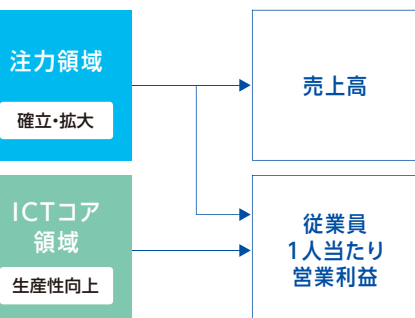 注力領域
確立・拡大
売上高
ICTコア
領域
生産性向上
従業員
1人当たり
営業利益